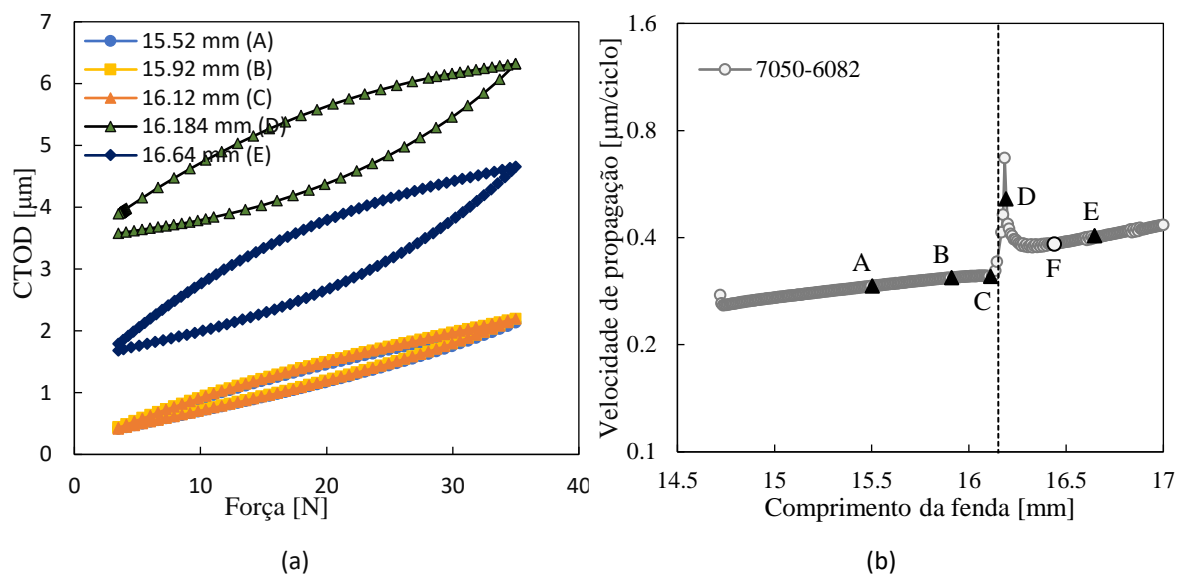 7
6
5
4
3
2
1
0
0
10
20
30
40
CTOD [µm]
Força [N]
15.52 mm (A)
15.92 mm (B)
16.12 mm (C)
16.184 mm (D)
16.64 mm (E)
(a)
1.6
0.8
0.4
0.2
0.1
14.5
15
15.5
16
16.5
17
Velocidade de propagação [µm/ciclo]
Comprimento da fenda [mm]
7050-6082
A
B
C
D
E
F
(b)